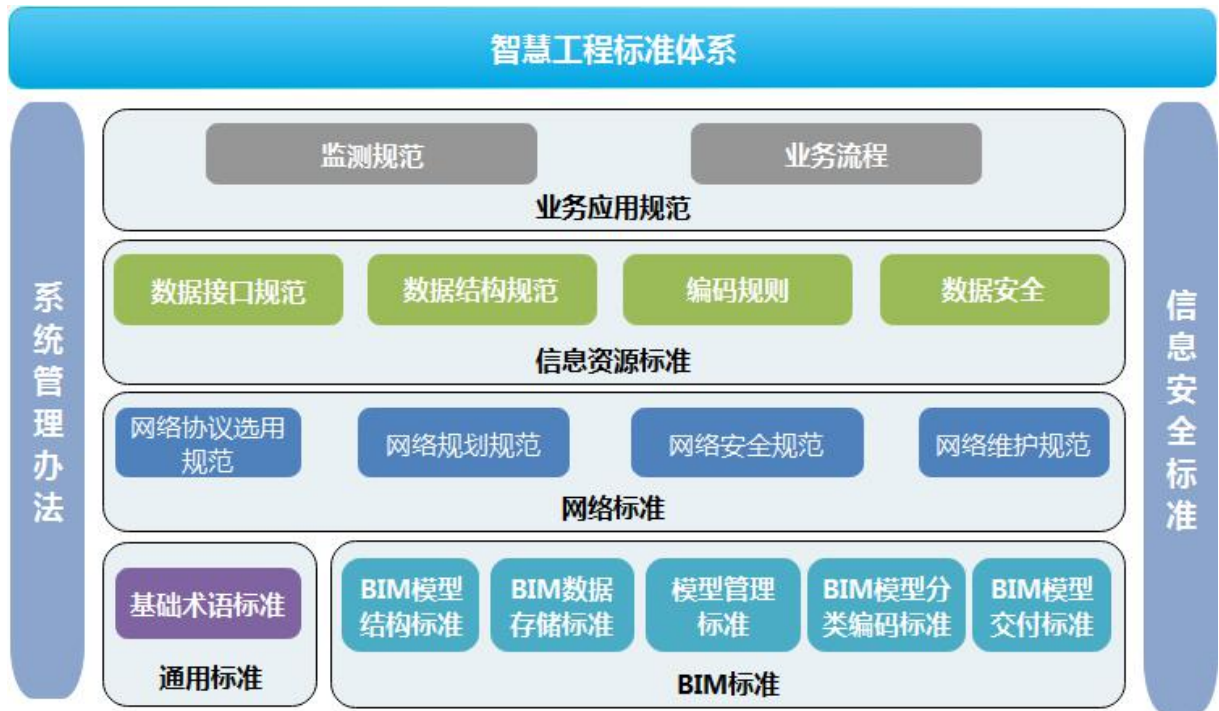 智慧工程标准体系
系统管理办法
监测规范
业务流程
业务应用规范
数据接口规范
数据结构规范
编码规则
数据安全
信息资源标准
网络协议选用
规范
网络规划规范
网络安全规范
网络维护规范
网络标准
基础术语标准
通用标准
BIM模型
结构标准
BIM数据
存储标准
模型管理
标准
BIM模型分
类编码标准
BIM模型
交付标准
BIM标准
信息安全标准